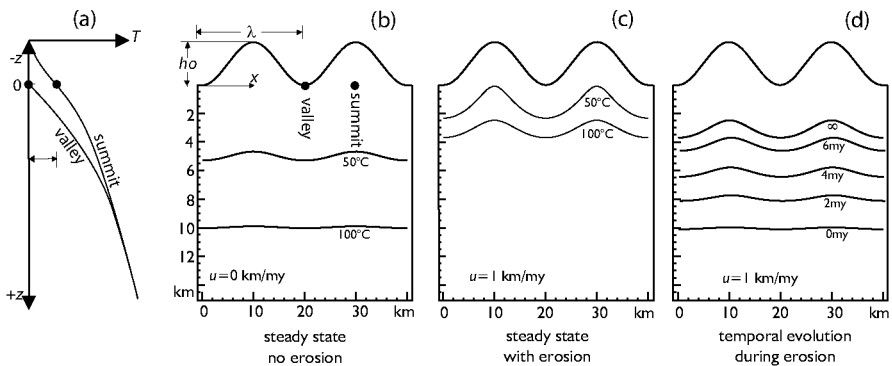 (a)
T
-z
0
valley
summit
+z
(b)
λ
ho
x
valley
summit
2
4
6
8
10
12
km
50°C
100°C
u=0 km/my
0 10 20 30 km
steady state
no erosion
(c)
50°C
100°C
u=1 km/my
0 10 20 30 km
steady state
with erosion
(d)
∞
6my
4my
2my
0my
u=1 km/my
0 10 20 30 km
temporal evolution
during erosion